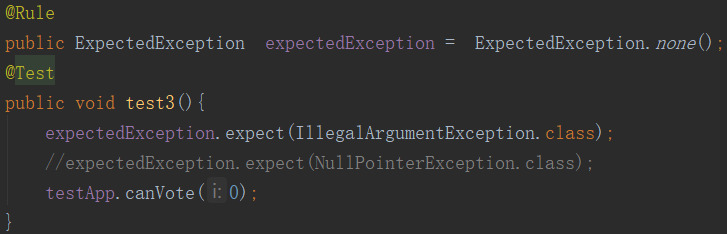 @Rule
public ExpectedException expectedException = ExpectedException.none();
@Test
public void test3(){
expectedException.expect(IllegalArgumentException.class);
//expectedException.expect(NullPointerException.class);
testApp.canVote( i: 0);
}